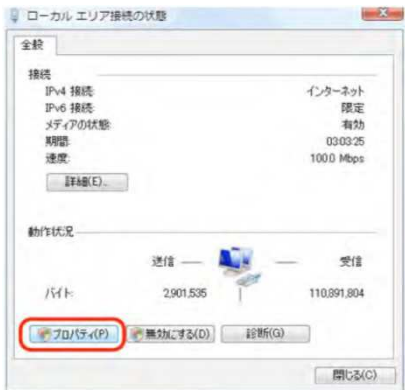 ローカル エリア接続の状態
全般
接続
IPv4 接続: インターネット
IPv6 接続: 限定
メディアの状態: 有効
期間: 03:03:25
速度: 100.0 Mbps
詳細(E)...
動作状況
送信 — — 受信
バイト: 2,901,535 110,891,804
プロパティ(P) 無効にする(D) 診断(G)
閉じる(C)